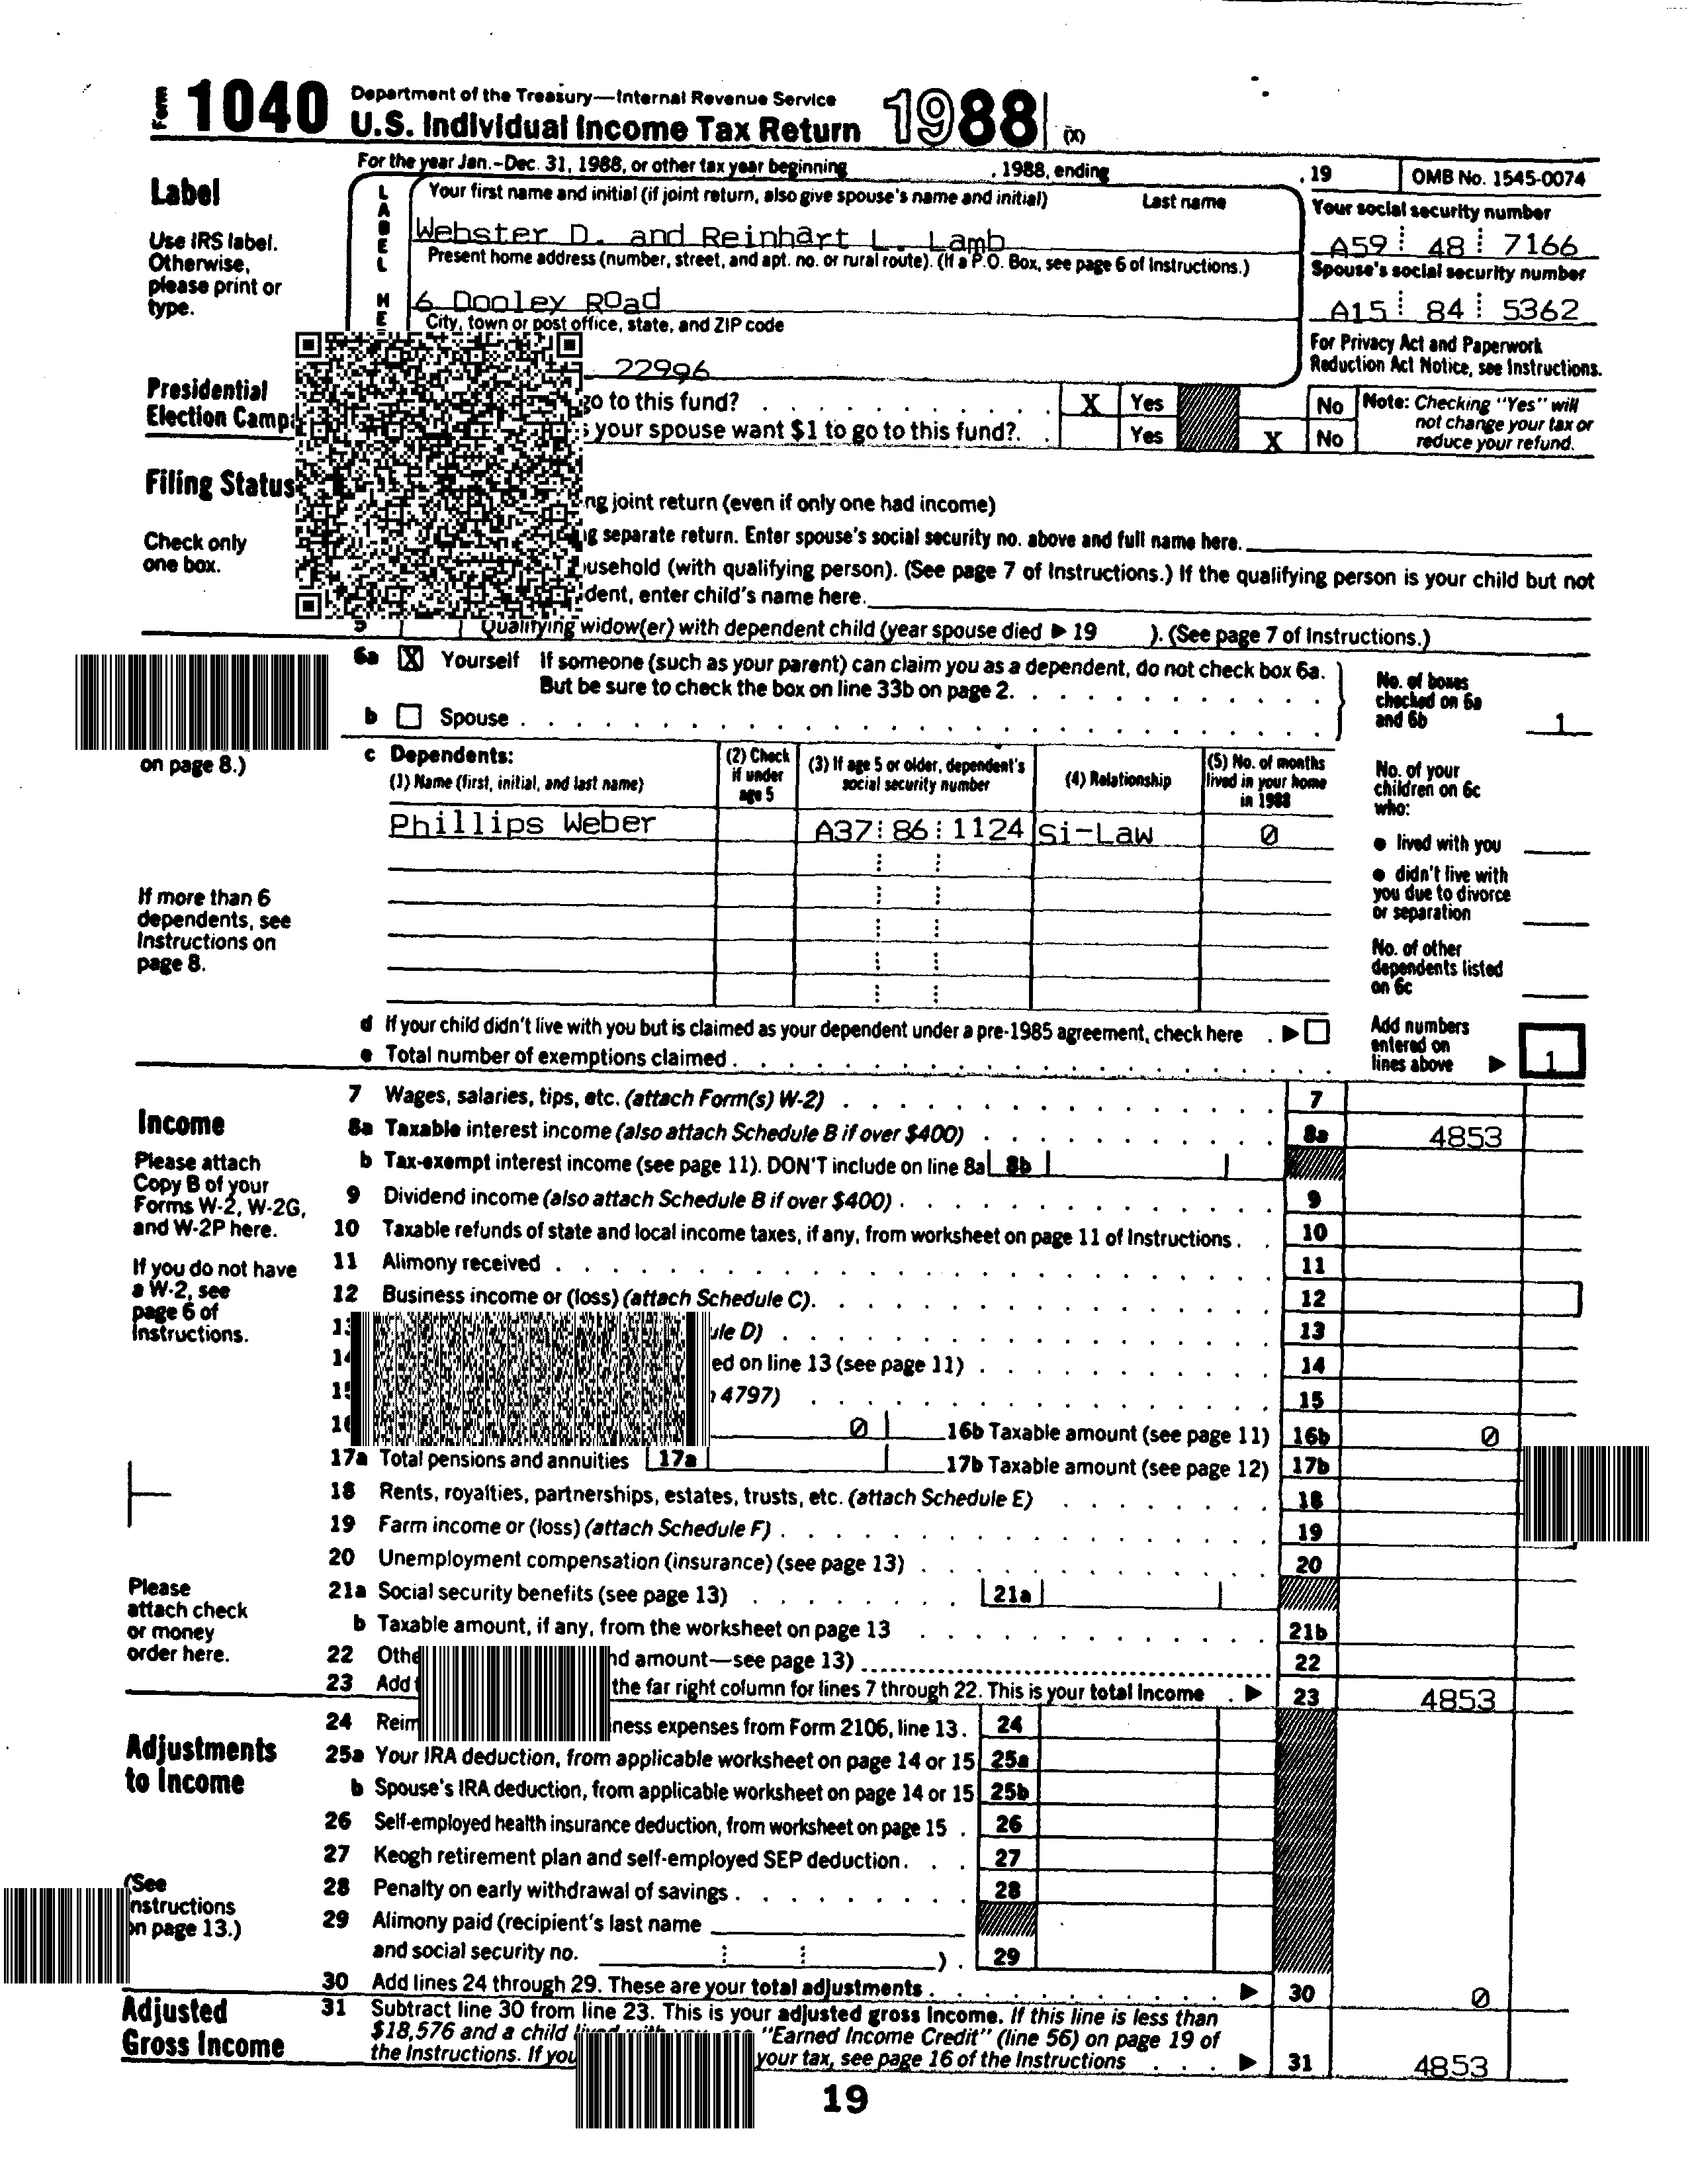 Form 1040 Department of the Treasury—Internal Revenue Service
U.S. Individual Income Tax Return 1988 (X)
For the year Jan.-Dec. 31, 1988, or other tax year beginning , 1988, ending , 19 OMB No. 1545-0074
Label
Use IRS label.
Otherwise,
please print or
type.
LABEL HE
Your first name and initial (if joint return, also give spouse's name and initial) Last name
Webster D. and Reinhart L. Lamb
Present home address (number, street, and apt. no. or rural route). (If a P.O. Box, see page 6 of Instructions.)
6 Dooley ROad
City, town or post office, state, and ZIP code
22996
Your social security number
A59 48 7166
Spouse's social security number
A15 84 5362
For Privacy Act and Paperwork
Reduction Act Notice, see Instructions.
Presidential
Election Camp
go to this fund? X Yes No
your spouse want $1 to go to this fund? Yes X No
Note: Checking "Yes" will
not change your tax or
reduce your refund.
Filing Status
Check only
one box.
joint return (even if only one had income)
separate return. Enter spouse's social security no. above and full name here.
(with qualifying person). (See page 7 of Instructions.) If the qualifying person is your child but not
enter child's name here.
5 Qualifying widow(er) with dependent child (year spouse died ▶ 19 ). (See page 7 of Instructions.)
on page 8.)
6a X Yourself If someone (such as your parent) can claim you as a dependent, do not check box 6a.
But be sure to check the box on line 33b on page 2.
b Spouse
No. of boxes
checked on 6a
and 6b 1
c Dependents:
(1) Name (first, initial, and last name)
(2) Check
if under
age 5
(3) If age 5 or older, dependent's
social security number
(4) Relationship
(5) No. of months
lived in your home
in 1988
Phillips Weber A37 86 1124 Si-Law 0
No. of your
children on 6c
who:
● lived with you
● didn't live with
you due to divorce
or separation
No. of other
dependents listed
on 6c
If more than 6
dependents, see
Instructions on
page 8.
d If your child didn't live with you but is claimed as your dependent under a pre-1985 agreement, check here ▶
e Total number of exemptions claimed
Add numbers
entered on
lines above ▶ 1
Income
Please attach
Copy B of your
Forms W-2, W-2G,
and W-2P here.
If you do not have
a W-2, see
page 6 of
Instructions.
Please
attach check
or money
order here.
7 Wages, salaries, tips, etc. (attach Form(s) W-2) 7
8a Taxable interest income (also attach Schedule B if over $400) 8a 4853
b Tax-exempt interest income (see page 11). DON'T include on line 8a 8b
9 Dividend income (also attach Schedule B if over $400) 9
10 Taxable refunds of state and local income taxes, if any, from worksheet on page 11 of Instructions 10
11 Alimony received 11
12 Business income or (loss) (attach Schedule C) 12
D) 13
on line 13 (see page 11) 14
4797) 15
0 16b Taxable amount (see page 11) 16b 0
17a Total pensions and annuities 17a 17b Taxable amount (see page 12) 17b
18 Rents, royalties, partnerships, estates, trusts, etc. (attach Schedule E) 18
19 Farm income or (loss) (attach Schedule F) 19
20 Unemployment compensation (insurance) (see page 13) 20
21a Social security benefits (see page 13) 21a
b Taxable amount, if any, from the worksheet on page 13 21b
22 amount—see page 13) 22
23 Add the far right column for lines 7 through 22. This is your total income ▶ 23 4853
Adjustments
to Income
(See
on page 13.)
24 expenses from Form 2106, line 13. 24
25a Your IRA deduction, from applicable worksheet on page 14 or 15 25a
b Spouse's IRA deduction, from applicable worksheet on page 14 or 15 25b
26 Self-employed health insurance deduction, from worksheet on page 15 26
27 Keogh retirement plan and self-employed SEP deduction 27
28 Penalty on early withdrawal of savings 28
29 Alimony paid (recipient's last name
and social security no. ). 29
30 Add lines 24 through 29. These are your total adjustments ▶ 30 0
Adjusted
Gross Income
31 Subtract line 30 from line 23. This is your adjusted gross income. If this line is less than
$18,576 and a child "Earned Income Credit" (line 56) on page 19 of
the Instructions. If you your tax, see page 16 of the Instructions ▶ 31 4853
19